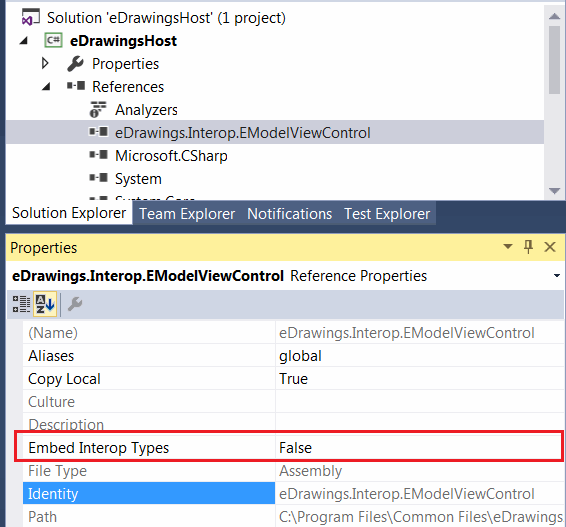 Solution 'eDrawingsHost' (1 project)
C# eDrawingsHost
Properties
References
Analyzers
eDrawings.Interop.EModelViewControl
Microsoft.CSharp
System
System.Core
Solution Explorer Team Explorer Notifications Test Explorer
Properties
eDrawings.Interop.EModelViewControl Reference Properties
(Name) eDrawings.Interop.EModelViewControl
Aliases global
Copy Local True
Culture
Description
Embed Interop Types False
File Type Assembly
Identity eDrawings.Interop.EModelViewControl
Path C:\Program Files\Common Files\eDrawings